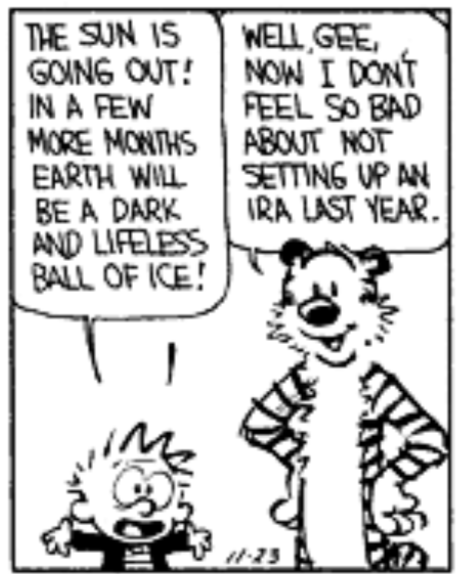 THE SUN IS
GOING OUT!
IN A FEW
MORE MONTHS
EARTH WILL
BE A DARK
AND LIFELESS
BALL OF ICE!
WELL, GEE,
NOW I DON'T
FEEL SO BAD
ABOUT NOT
SETTING UP AN
IRA LAST YEAR.
11-23